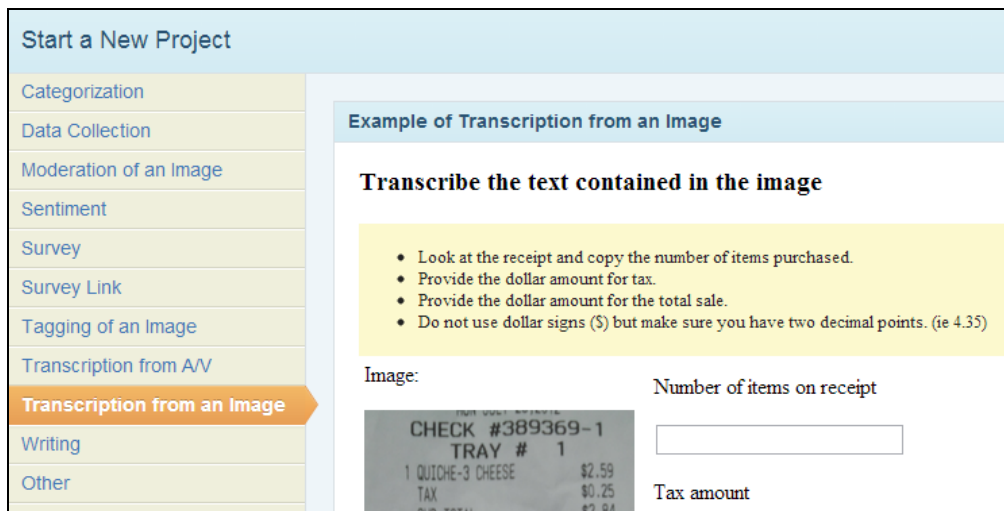 Start a New Project
Categorization
Data Collection
Moderation of an Image
Sentiment
Survey
Survey Link
Tagging of an Image
Transcription from A/V
Transcription from an Image
Writing
Other
Example of Transcription from an Image
Transcribe the text contained in the image
• Look at the receipt and copy the number of items purchased.
• Provide the dollar amount for tax.
• Provide the dollar amount for the total sale.
• Do not use dollar signs ($) but make sure you have two decimal points. (ie 4.35)
Image:
CHECK #389369-1
TRAY # 1
1 QUICHE-3 CHEESE $2.59
TAX $0.25
Number of items on receipt
Tax amount